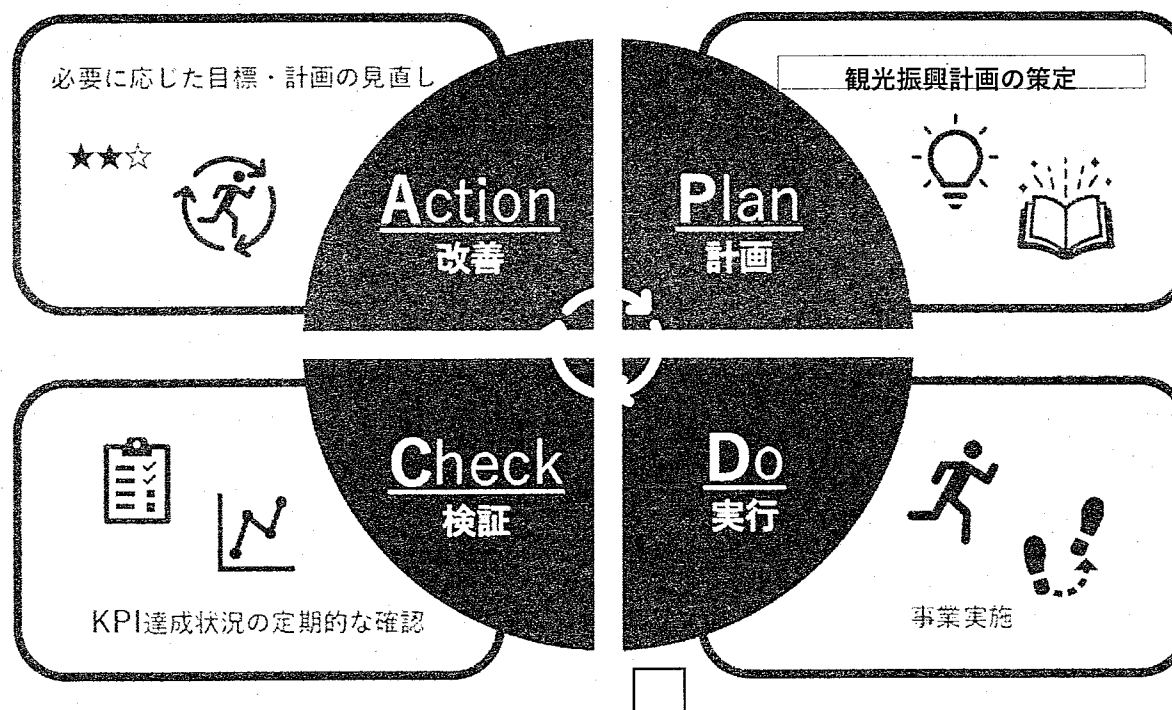 必要に応じた目標・計画の見直し
★★☆
Action
改善
観光振興計画の策定
Plan
計画
Check
検証
KPI達成状況の定期的な確認
Do
実行
事業実施